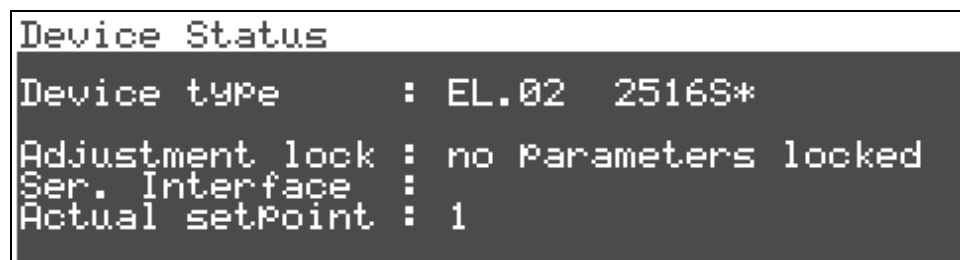 Device Status
Device type : EL.02 2516S*
Adjustment lock : no parameters locked
Ser. Interface :
Actual setpoint : 1